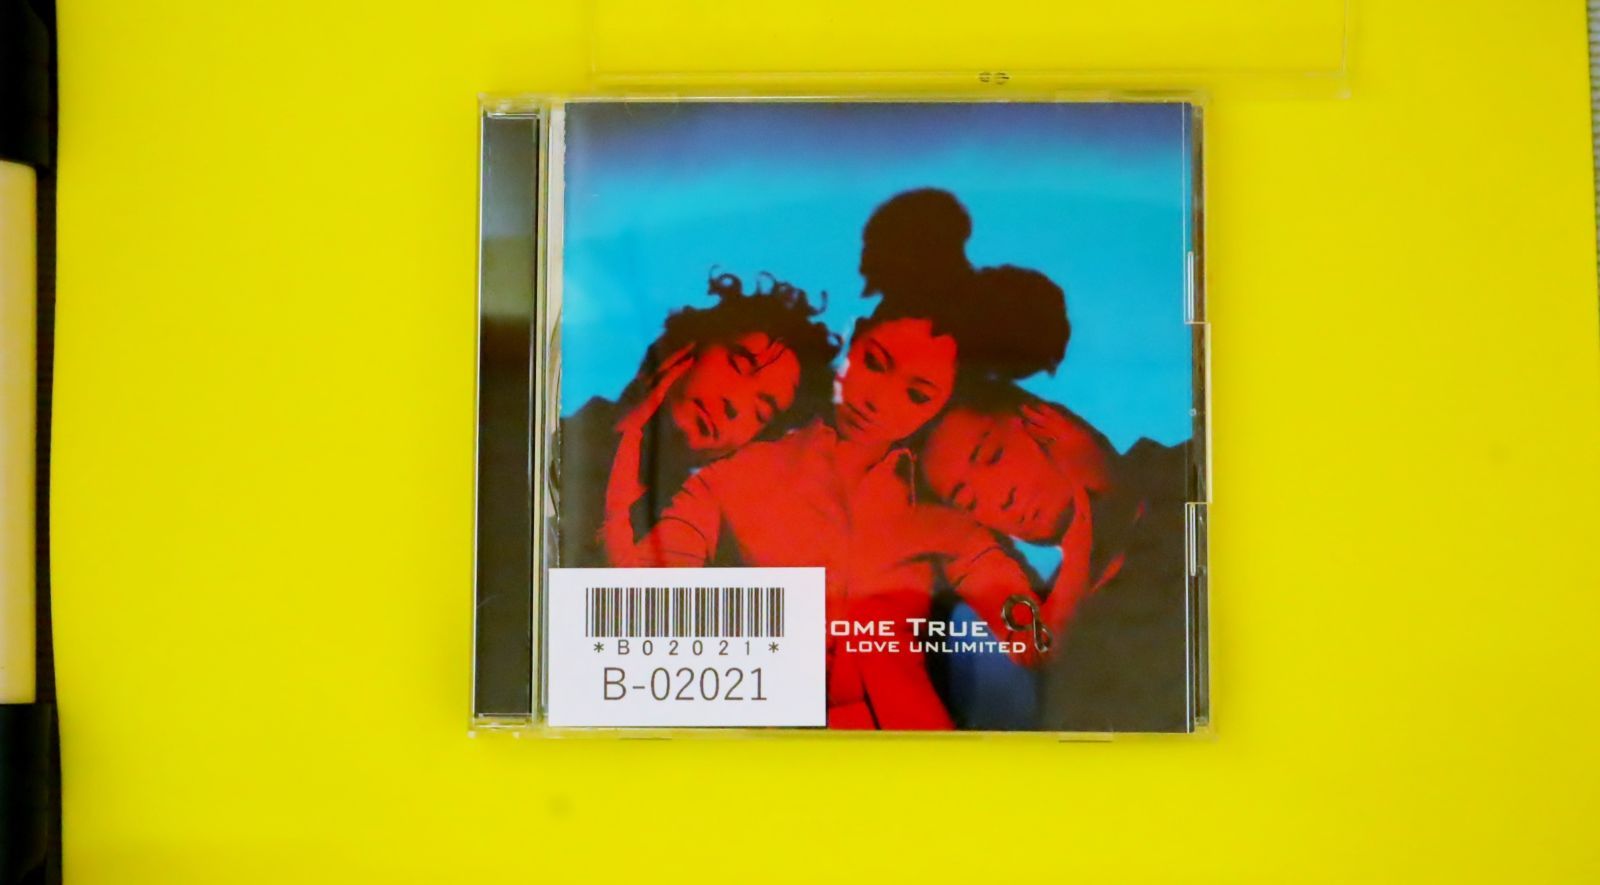 OME TRUE
LOVE UNLIMITED
*B02021*
B-02021